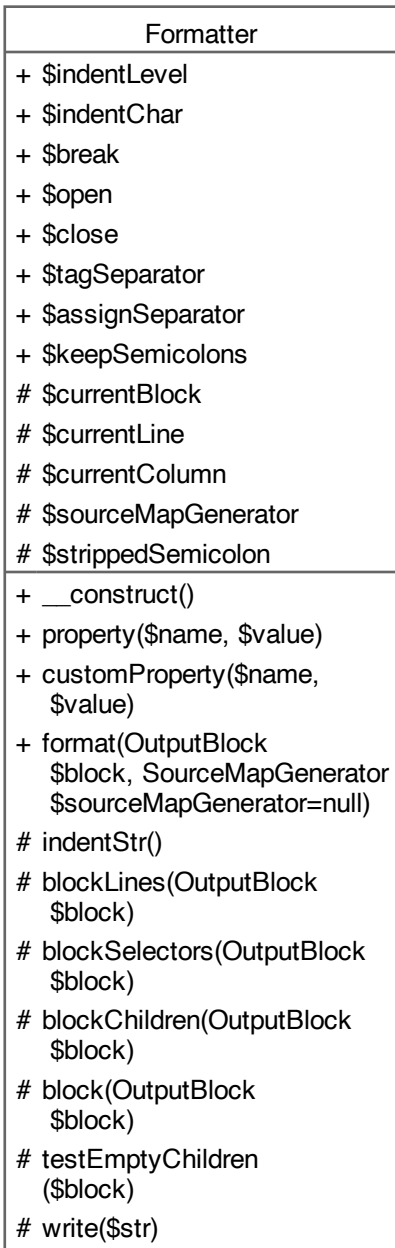 Formatter
+ $indentLevel
+ $indentChar
+ $break
+ $open
+ $close
+ $tagSeparator
+ $assignSeparator
+ $keepSemicolons
# $currentBlock
# $currentLine
# $currentColumn
# $sourceMapGenerator
# $strippedSemicolon
+ __construct()
+ property($name, $value)
+ customProperty($name,
$value)
+ format(OutputBlock
$block, SourceMapGenerator
$sourceMapGenerator=null)
# indentStr()
# blockLines(OutputBlock
$block)
# blockSelectors(OutputBlock
$block)
# blockChildren(OutputBlock
$block)
# block(OutputBlock
$block)
# testEmptyChildren
($block)
# write($str)